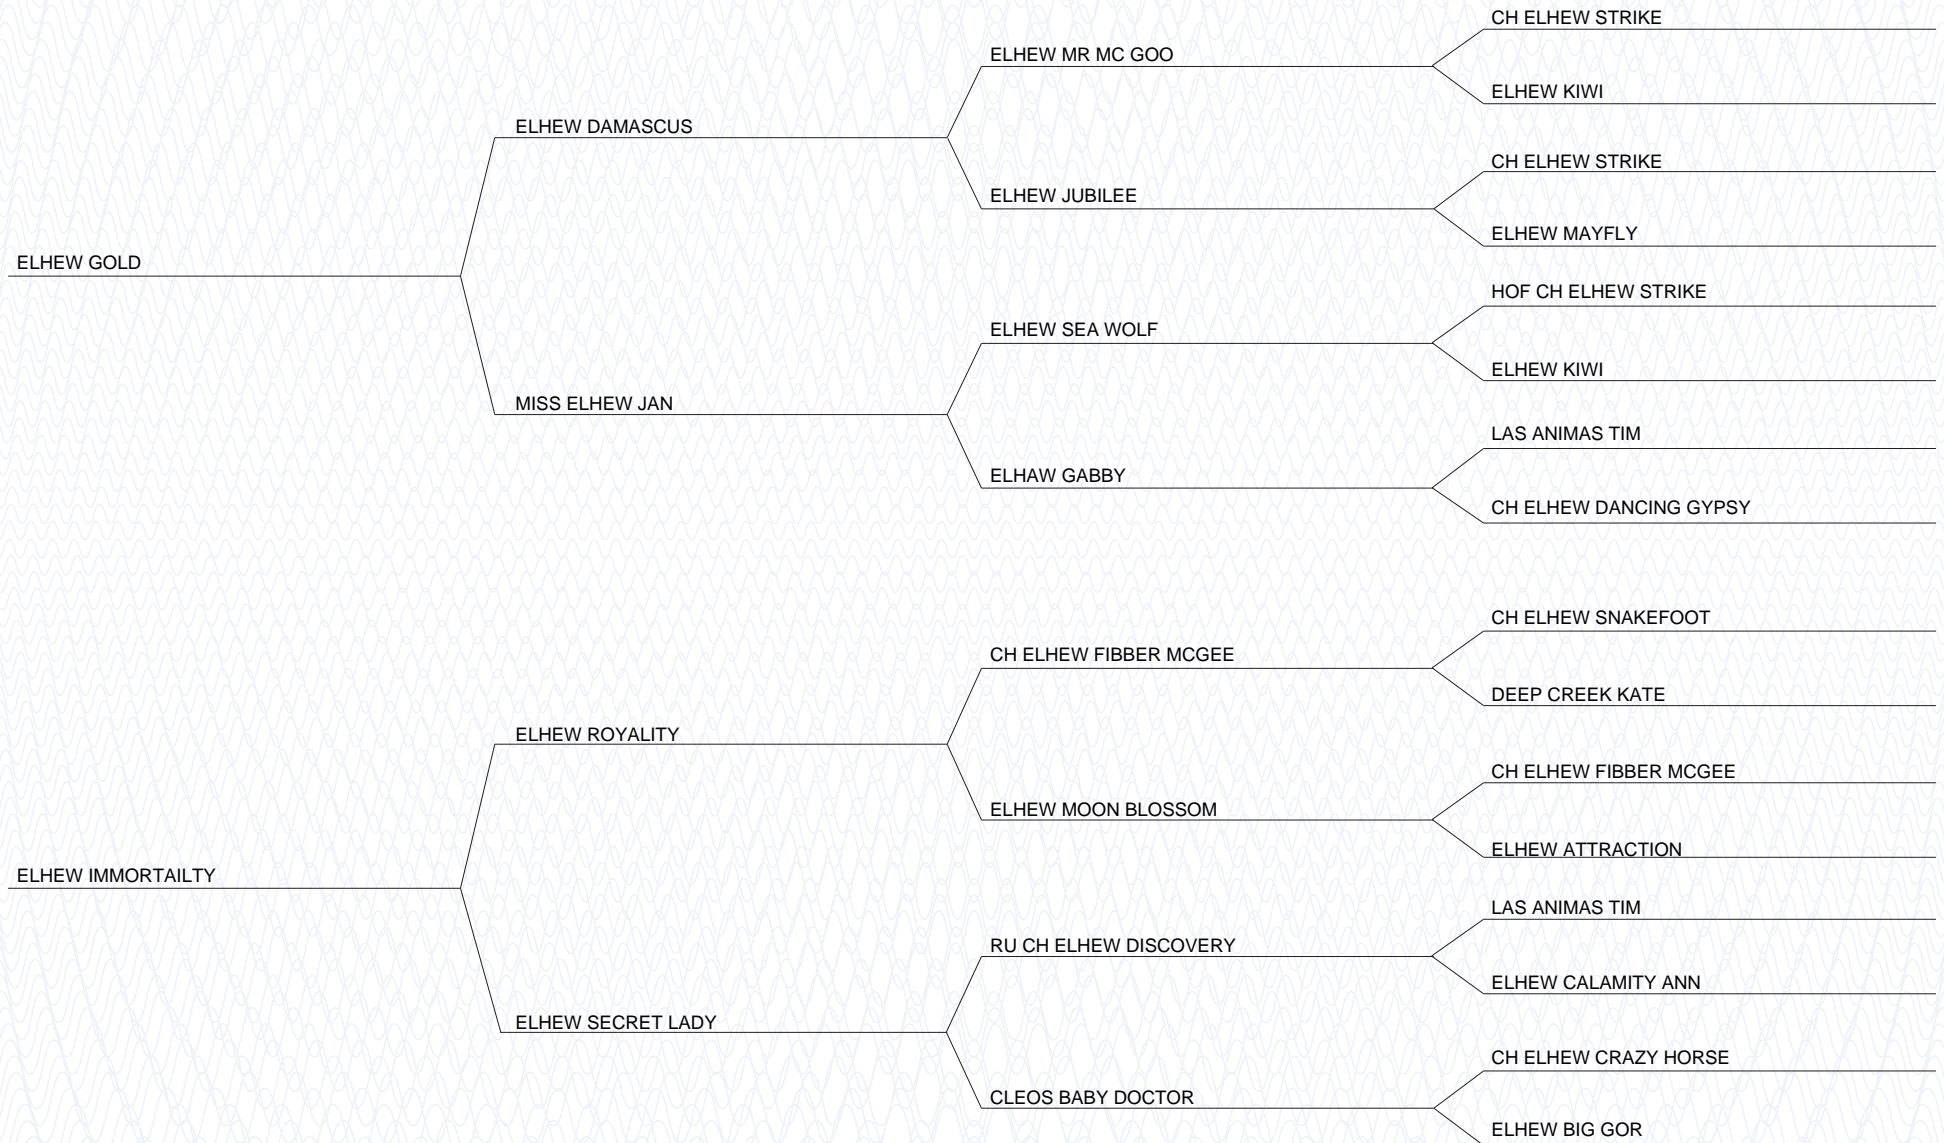 CH ELHEW STRIKE
ELHEW MR MC GOO
ELHEW KIWI
ELHEW DAMASCUS
CH ELHEW STRIKE
ELHEW JUBILEE
ELHEW MAYFLY
ELHEW GOLD
HOF CH ELHEW STRIKE
ELHEW SEA WOLF
ELHEW KIWI
MISS ELHEW JAN
LAS ANIMAS TIM
ELHAW GABBY
CH ELHEW DANCING GYPSY
CH ELHEW SNAKEFOOT
CH ELHEW FIBBER MCGEE
DEEP CREEK KATE
ELHEW ROYALITY
CH ELHEW FIBBER MCGEE
ELHEW MOON BLOSSOM
ELHEW ATTRACTION
ELHEW IMMORTAILTY
LAS ANIMAS TIM
RU CH ELHEW DISCOVERY
ELHEW CALAMITY ANN
ELHEW SECRET LADY
CH ELHEW CRAZY HORSE
CLEOS BABY DOCTOR
ELHEW BIG GOR